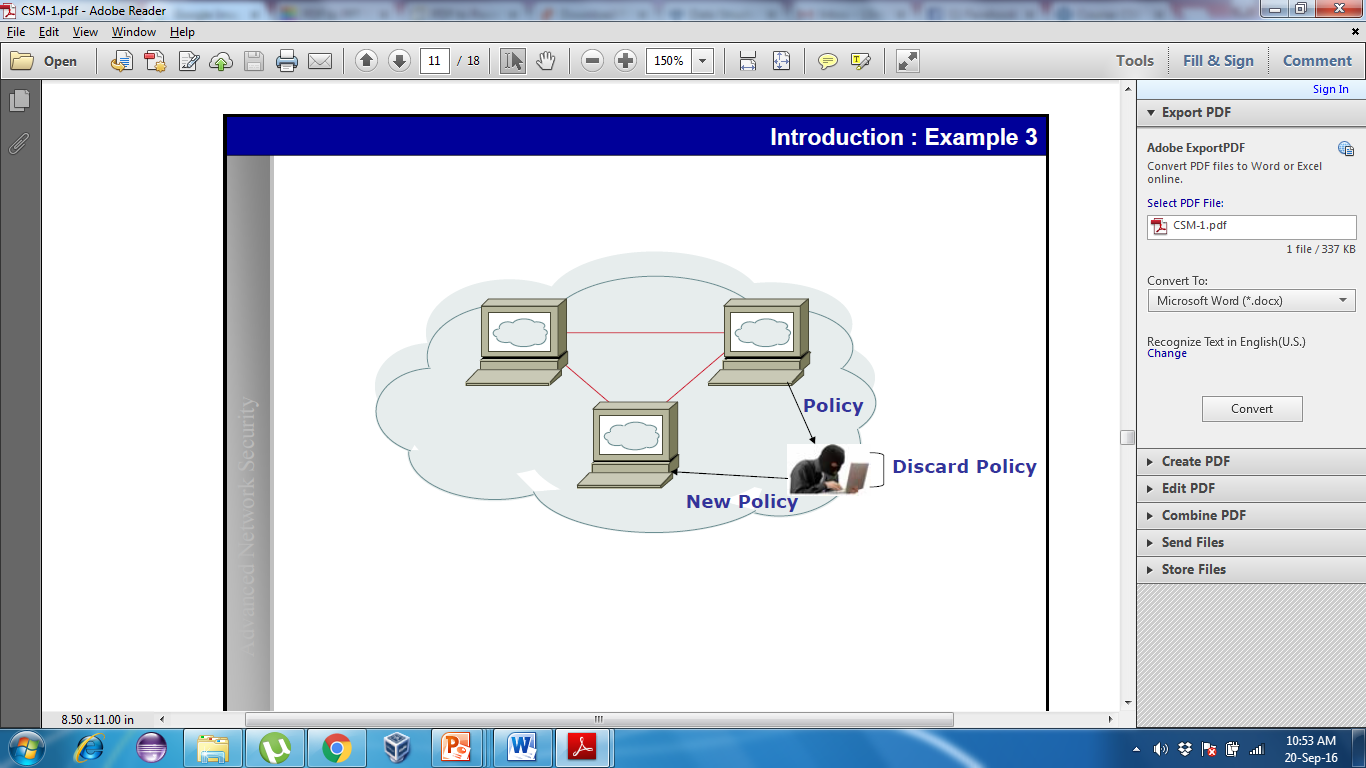 CSM-1.pdf - Adobe Reader
File Edit View Window Help
Open 11 / 18 150% Tools Fill & Sign Comment
Sign In
Export PDF
Adobe ExportPDF
Convert PDF files to Word or Excel
online.
Select PDF File:
CSM-1.pdf
1 file / 337 KB
Convert To:
Microsoft Word (*.docx)
Recognize Text in English(U.S.)
Change
Convert
Create PDF
Edit PDF
Combine PDF
Send Files
Store Files
Introduction : Example 3
Advanced Network Security
Policy
Discard Policy
New Policy
8.50 x 11.00 in
10:53 AM
20-Sep-16